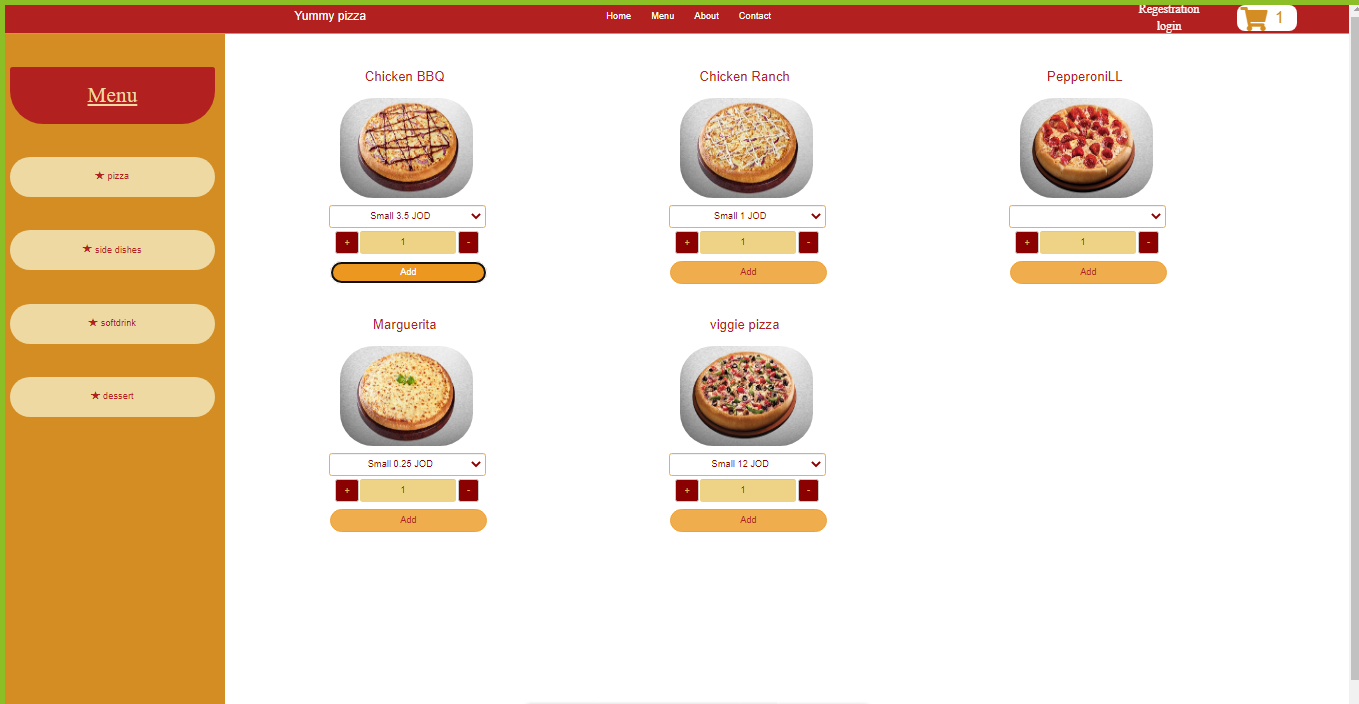 Yummy pizza
Home Menu About Contact
Regestration
login
1
Menu
★ pizza
★ side dishes
★ softdrink
★ dessert
Chicken BBQ
Small 3.5 JOD
+ 1 -
Add
Chicken Ranch
Small 1 JOD
+ 1 -
Add
PepperoniLL
+ 1 -
Add
Marguerita
Small 0.25 JOD
+ 1 -
Add
viggie pizza
Small 12 JOD
+ 1 -
Add